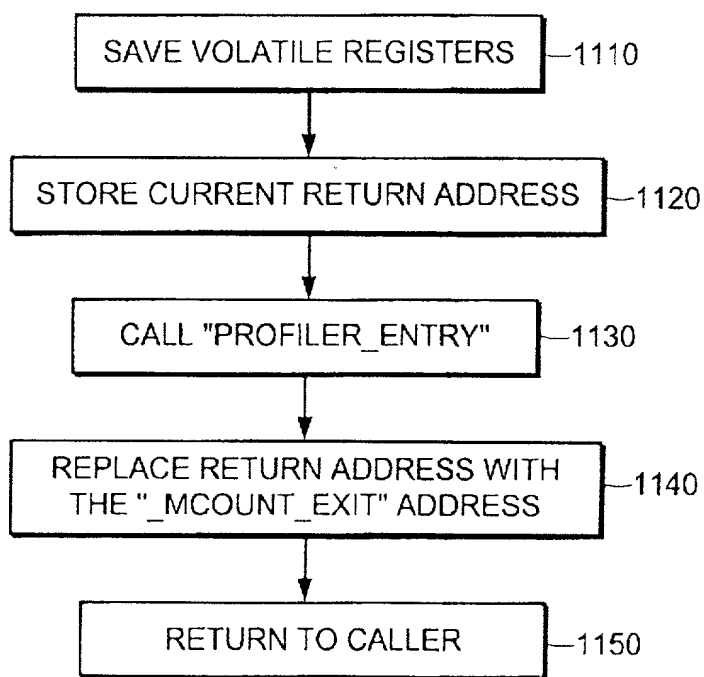 SAVE VOLATILE REGISTERS
1110
STORE CURRENT RETURN ADDRESS
1120
CALL "PROFILER_ENTRY"
1130
REPLACE RETURN ADDRESS WITH
THE "_MCOUNT_EXIT" ADDRESS
1140
RETURN TO CALLER
1150